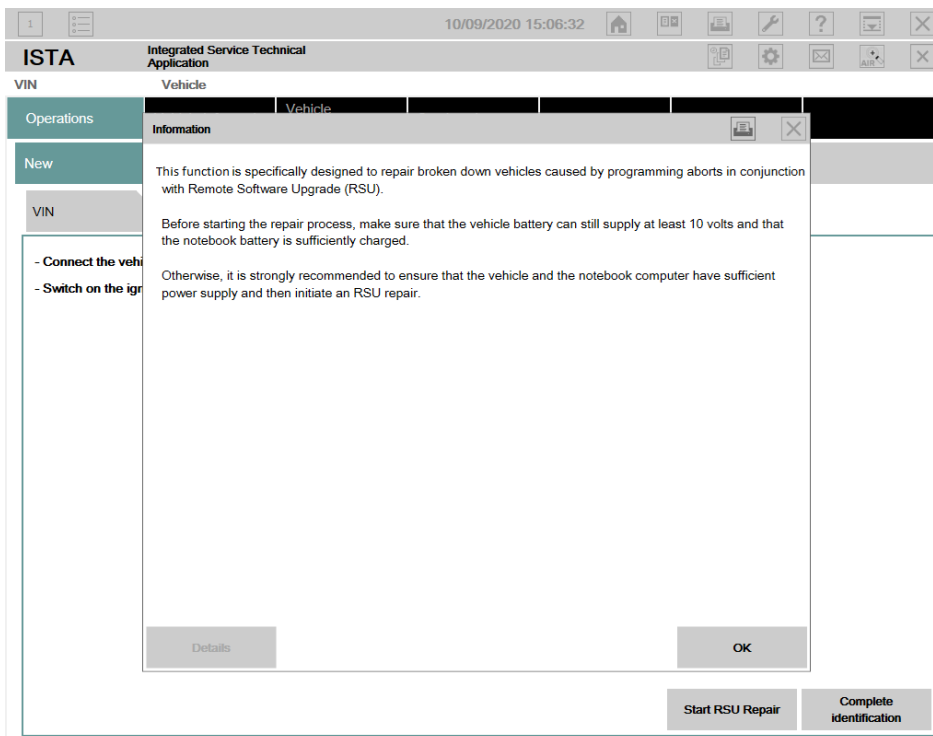 1
10/09/2020 15:06:32
?
ISTA
Integrated Service Technical
Application
AIR
VIN
Vehicle
Operations
Vehicle
Information
New
This function is specifically designed to repair broken down vehicles caused by programming aborts in conjunction
with Remote Software Upgrade (RSU).
VIN
Before starting the repair process, make sure that the vehicle battery can still supply at least 10 volts and that
the notebook battery is sufficiently charged.
- Connect the vehi
Otherwise, it is strongly recommended to ensure that the vehicle and the notebook computer have sufficient
- Switch on the ign
power supply and then initiate an RSU repair.
Details
OK
Start RSU Repair
Complete
identification